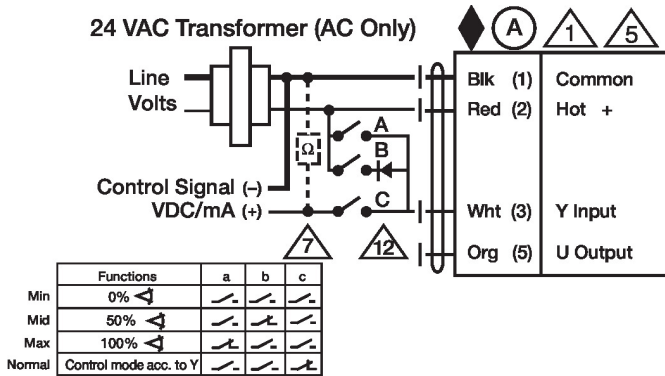 24 VAC Transformer (AC Only)
A
1
5
Line
Volts
Blk (1) Common
Red (2) Hot +
A
Ω
B
Control Signal (–)
VDC/mA (+)
C
Wht (3) Y Input
7
12
Org (5) U Output
Functions a b c
Min 0%
Mid 50%
Max 100%
Normal Control mode acc. to Y